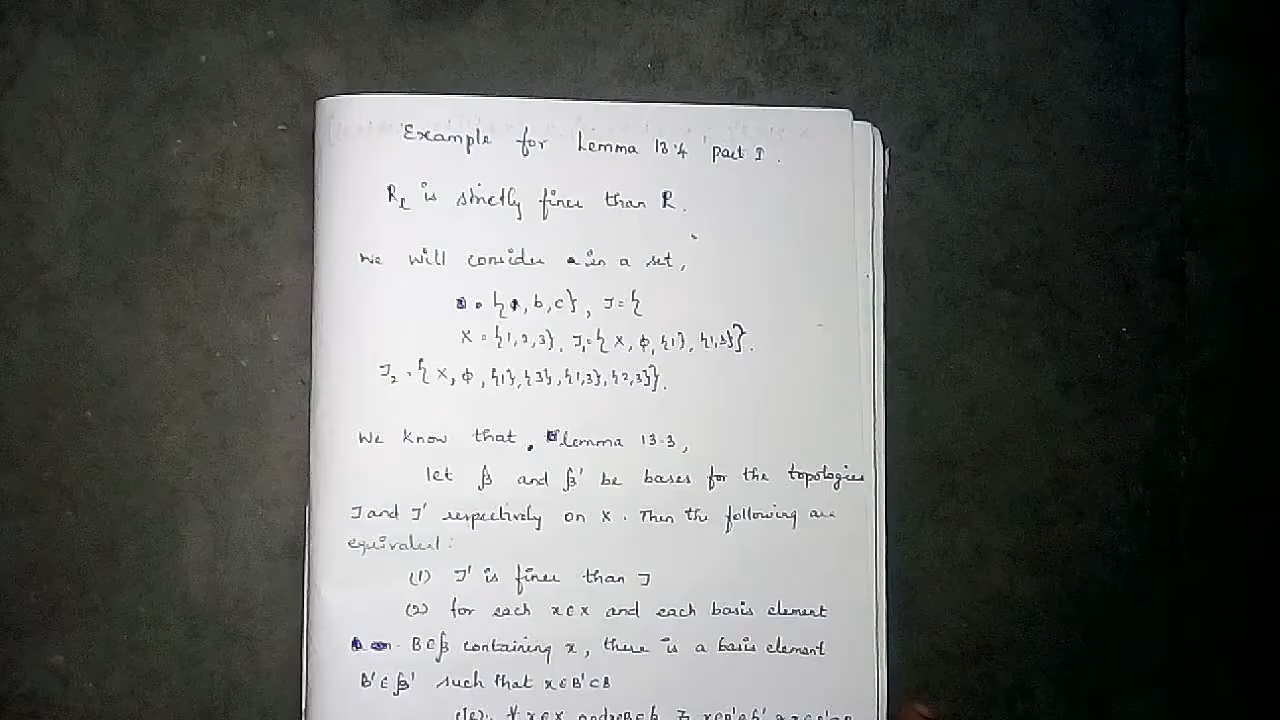 Example for Lemma 13.4 part I.
Rℓ is strictly finer than R.
We will consider in a set,
{ , b, c}, J = {
X = {1, 2, 3}, J₁ = { X, ϕ, {1}, {1,3}}.
J₂ = { X, ϕ, {1}, {3}, {1,3}, {2,3}}.
We know that, Lemma 13.3,
let β and β' be bases for the topologies
J and J' respectively on X. Then the following are
equivalent:
(1) J' is finer than J
(2) for each x ∈ X and each basis element
B ∈ β containing x, there is a basis element
B' ∈ β' such that x ∈ B' ⊂ B
(ie)., ∀ x ∈ X and